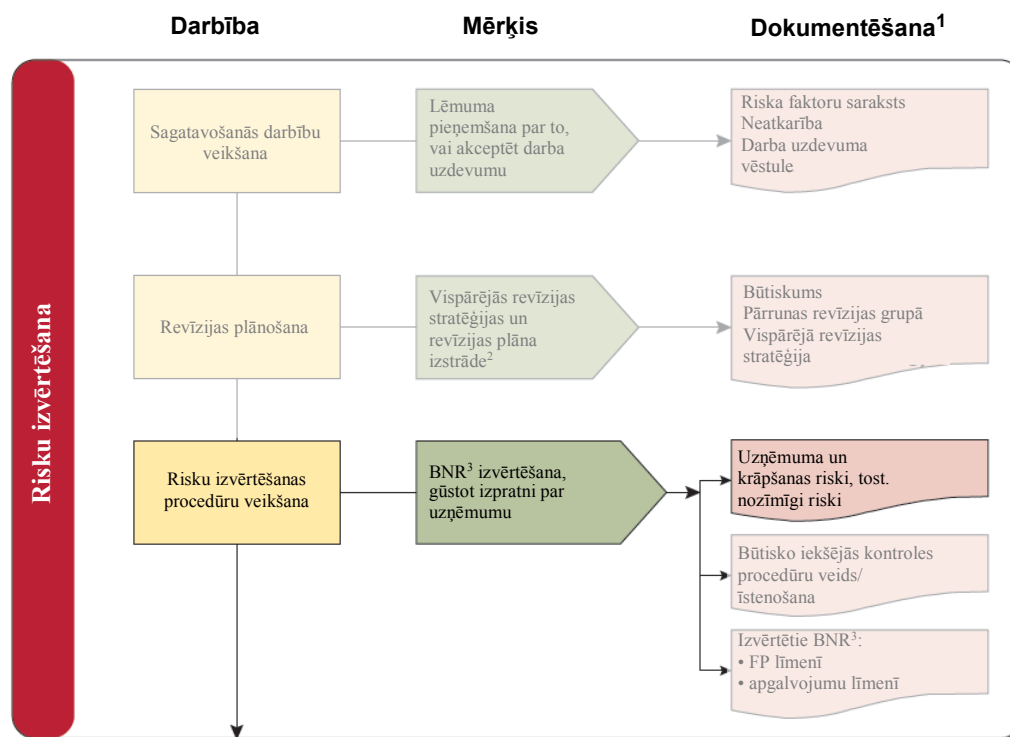 Darbība
Mērķis
Dokumentēšana¹
Risku izvērtēšana
Sagatavošanās darbību
veikšana
Lēmuma
pieņemšana par to,
vai akceptēt darba
uzdevumu
Riska faktoru saraksts
Neatkarība
Darba uzdevuma
vēstule
Revīzijas plānošana
Vispārējās revīzijas
stratēģijas un
revīzijas plāna
izstrāde²
Būtiskums
Pārrunas revīzijas grupā
Vispārējā revīzijas
stratēģija
Risku izvērtēšanas
procedūru veikšana
BNR³ izvērtēšana,
gūstot izpratni par
uzņēmumu
Uzņēmuma un
krāpšanas riski, tost.
nozīmīgi riski
Būtisko iekšējās kontroles
procedūru veids/
īstenošana
Izvērtētie BNR³:
• FP līmenī
• apgalvojumu līmenī